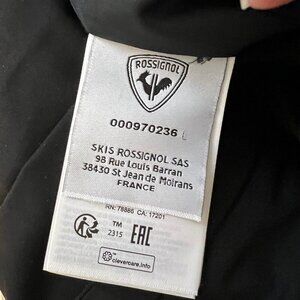 ROSSIGNOL
000970236 L
SKIS ROSSIGNOL SAS
98 Rue Louis Barran
38430 St Jean de Moirans
FRANCE
RN: 78886 CA: 17201
TM
2315
EAC
clevercare.info